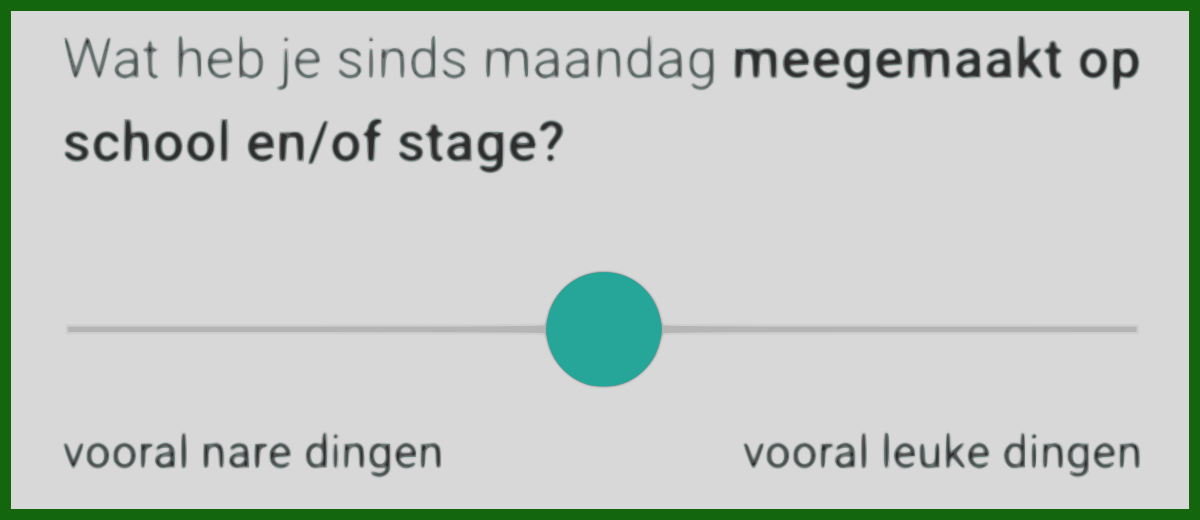 Wat heb je sinds maandag meegemaakt op
school en/of stage?
vooral nare dingen
vooral leuke dingen